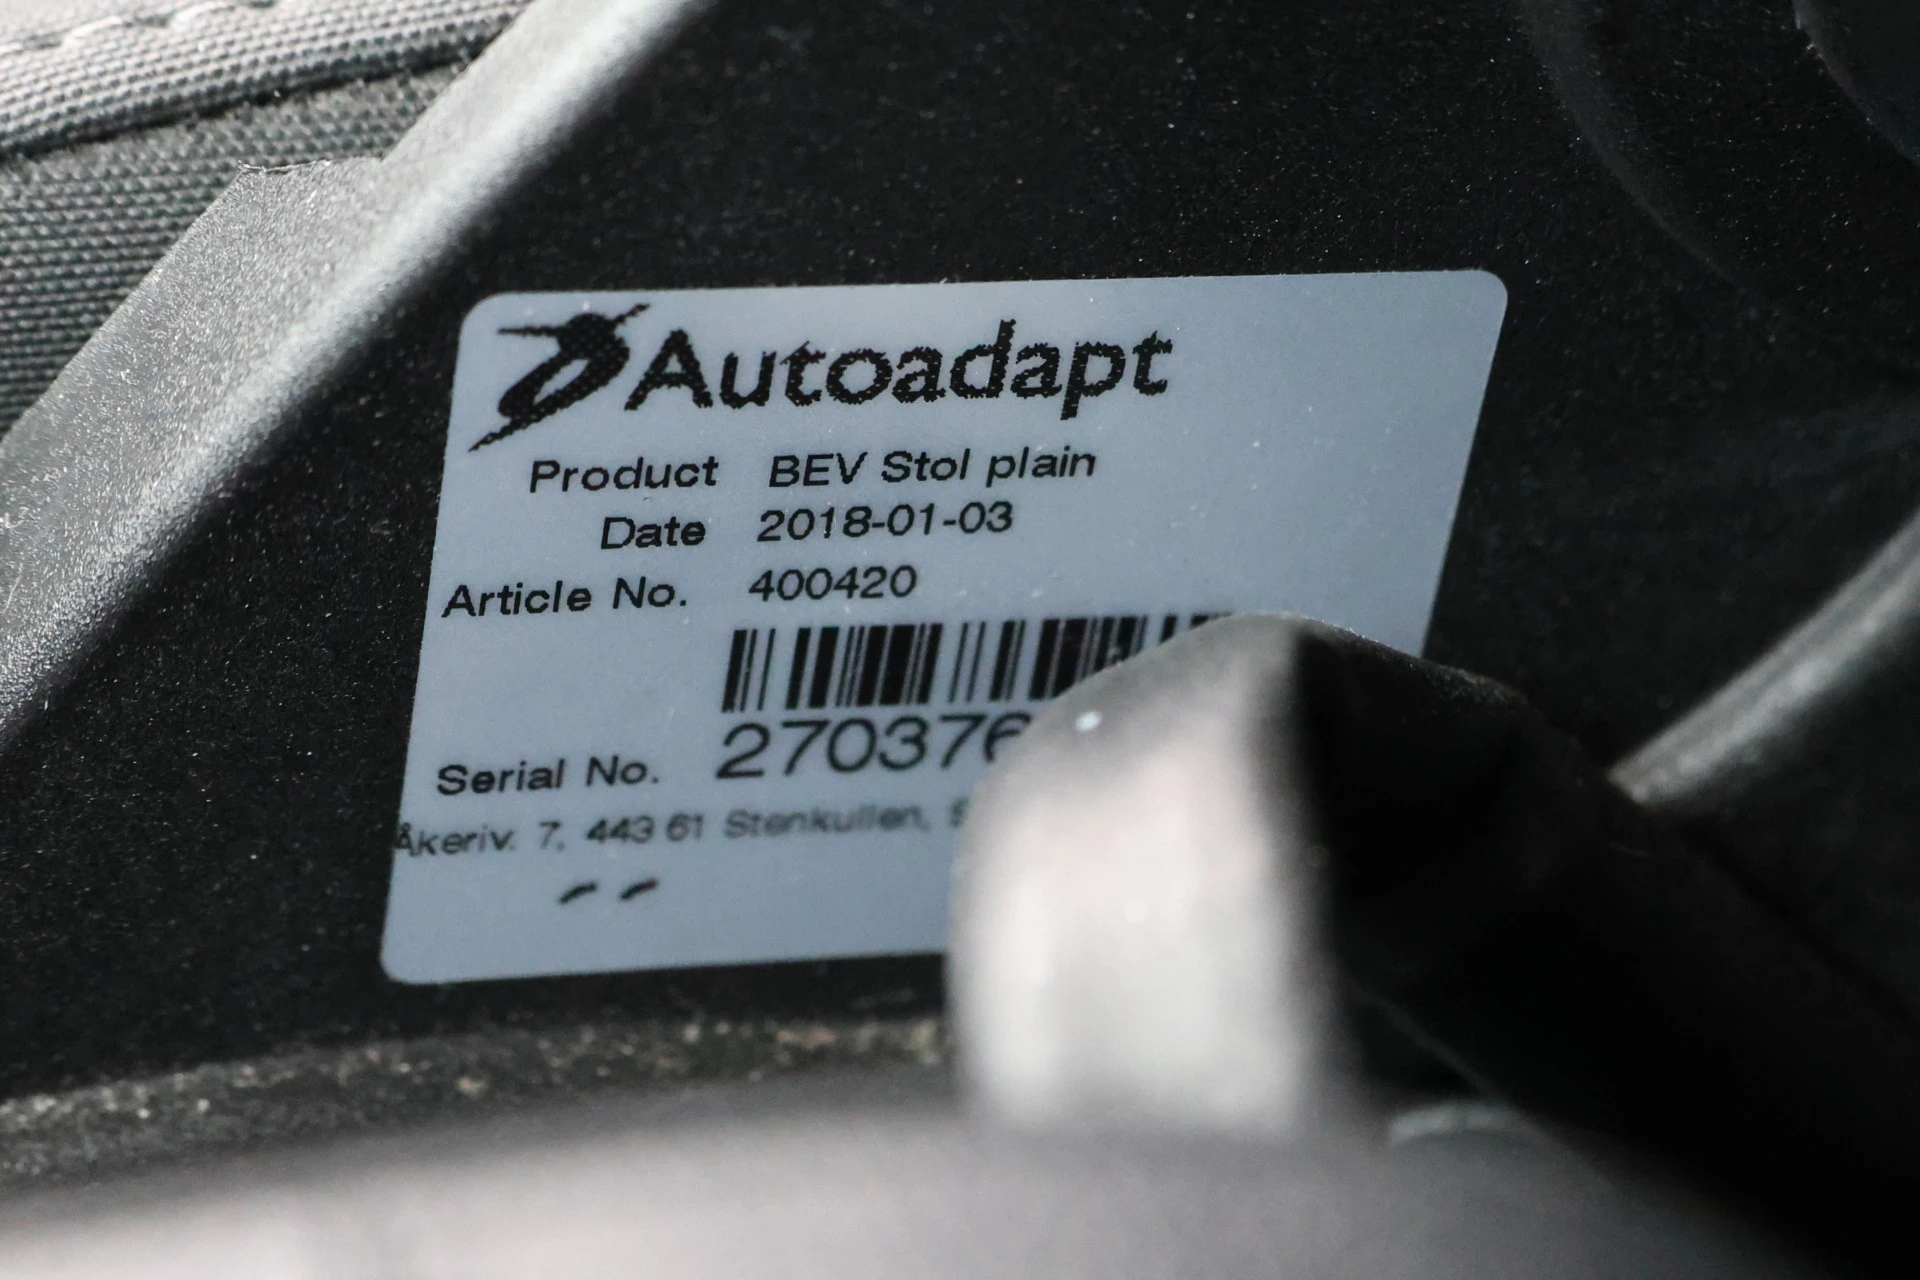 Autoadapt
Product BEV Stol plain
Date 2018-01-03
Article No. 400420
Serial No. 270376
Åkeriv. 7, 443 61 Stenkullen,